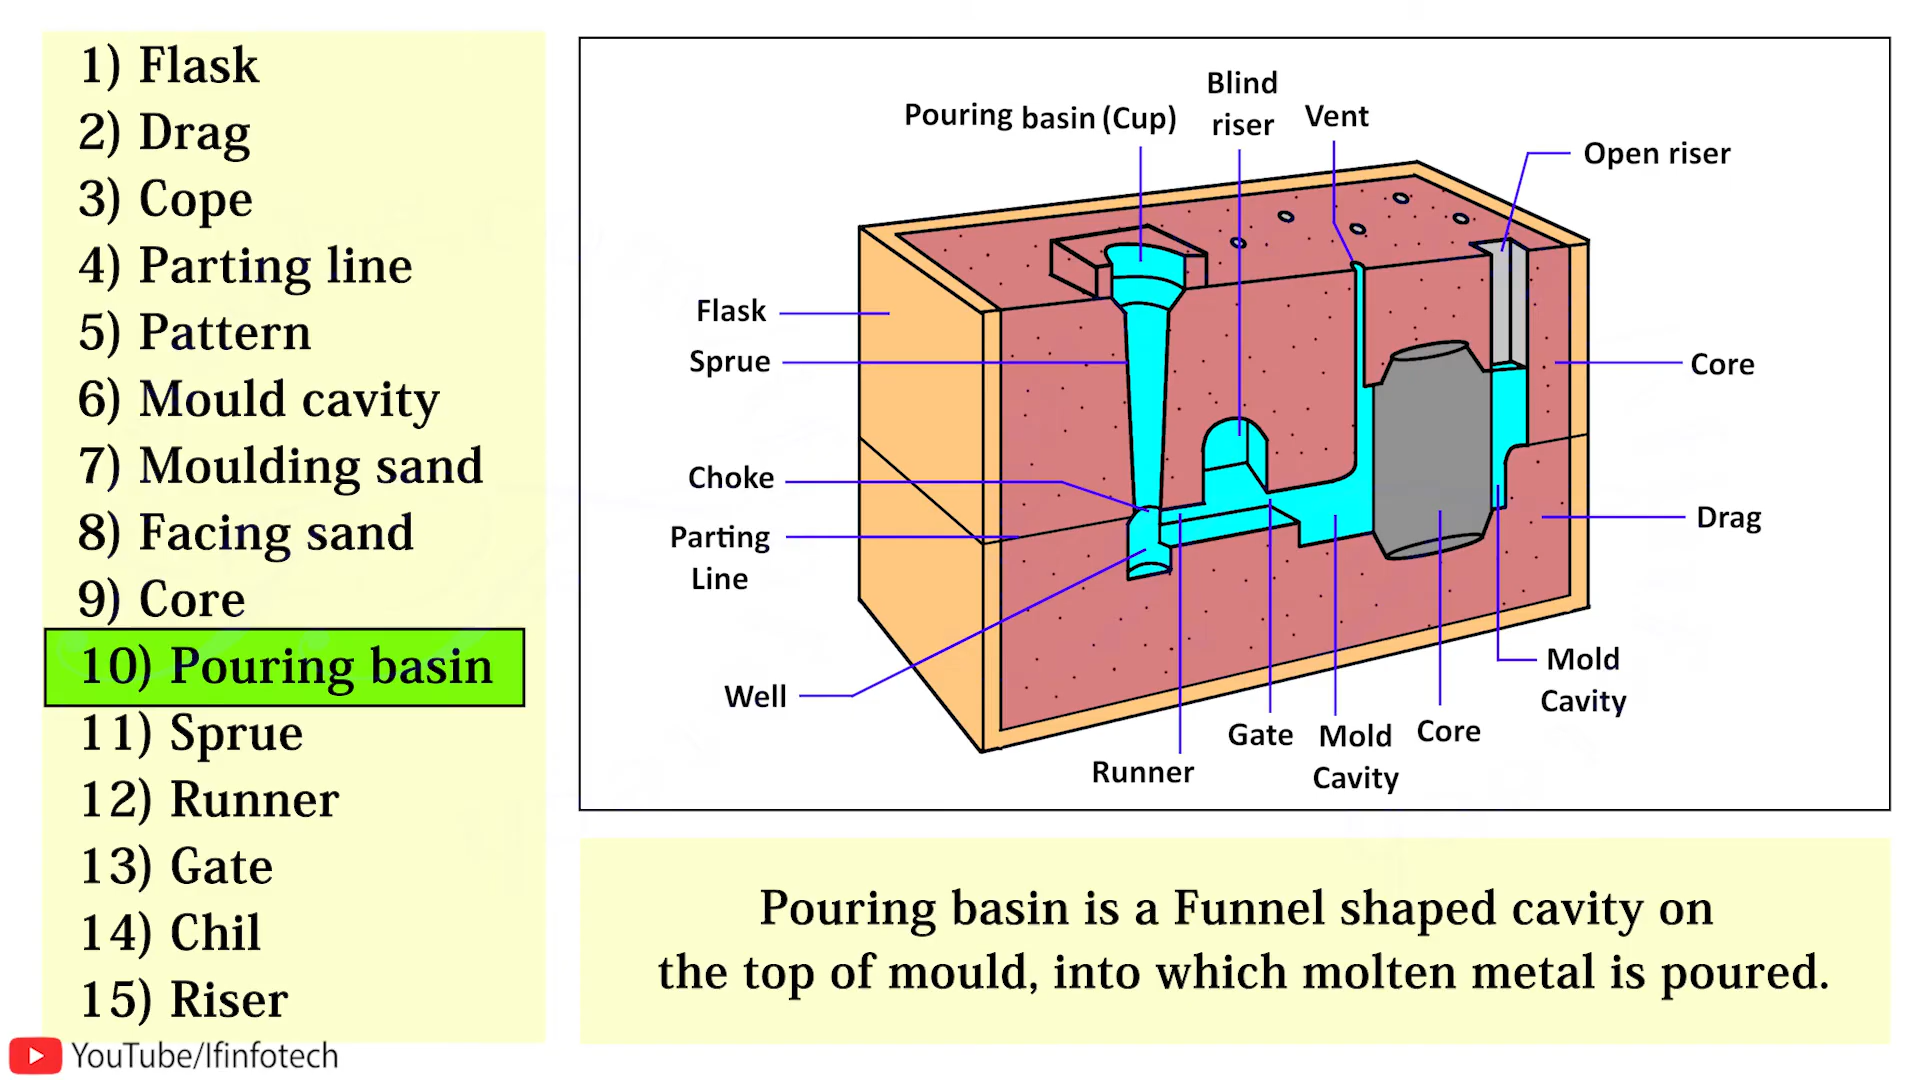 1) Flask
2) Drag
3) Cope
4) Parting line
5) Pattern
6) Mould cavity
7) Moulding sand
8) Facing sand
9) Core
10) Pouring basin
11) Sprue
12) Runner
13) Gate
14) Chil
15) Riser
YouTube/Ifinfotech
Blind
riser
Pouring basin (Cup)
Vent
Open riser
Flask
Sprue
Core
Choke
Parting
Line
Drag
Well
Mold
Cavity
Gate
Mold
Cavity
Core
Runner
Pouring basin is a Funnel shaped cavity on
the top of mould, into which molten metal is poured.